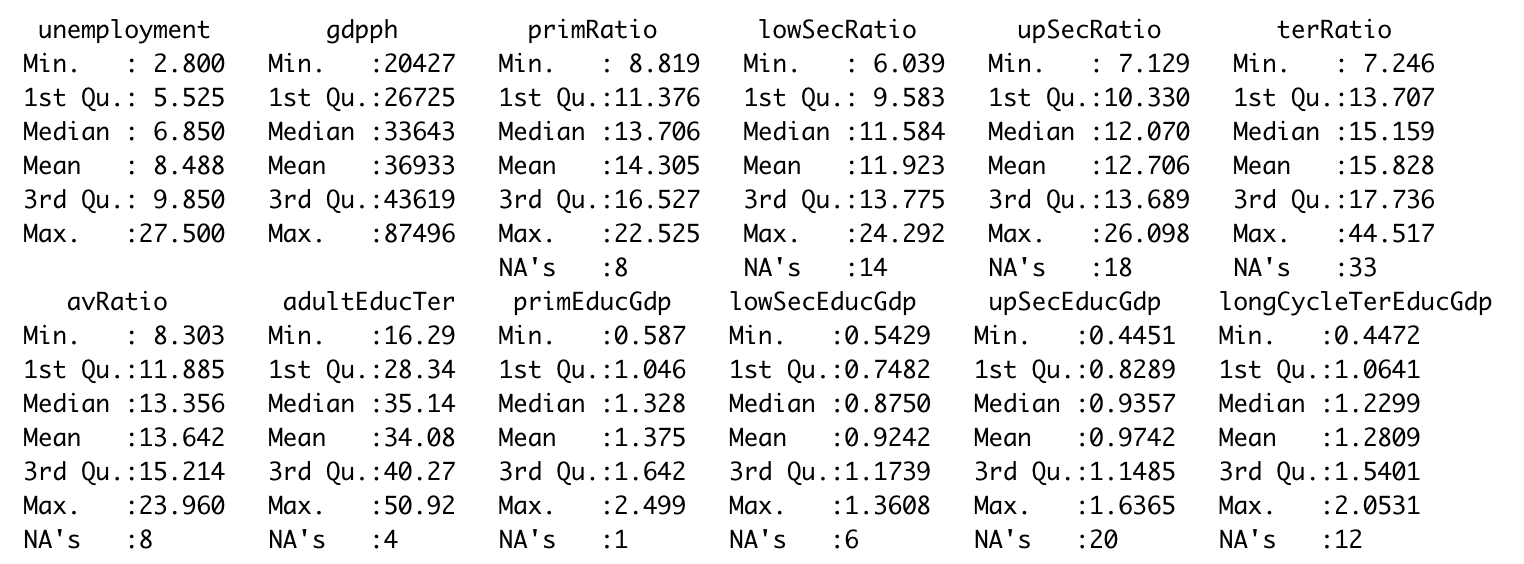 unemployment gdpph primRatio lowSecRatio upSecRatio terRatio
Min. : 2.800 Min. :20427 Min. : 8.819 Min. : 6.039 Min. : 7.129 Min. : 7.246
1st Qu.: 5.525 1st Qu.:26725 1st Qu.:11.376 1st Qu.: 9.583 1st Qu.:10.330 1st Qu.:13.707
Median : 6.850 Median :33643 Median :13.706 Median :11.584 Median :12.070 Median :15.159
Mean : 8.488 Mean :36933 Mean :14.305 Mean :11.923 Mean :12.706 Mean :15.828
3rd Qu.: 9.850 3rd Qu.:43619 3rd Qu.:16.527 3rd Qu.:13.775 3rd Qu.:13.689 3rd Qu.:17.736
Max. :27.500 Max. :87496 Max. :22.525 Max. :24.292 Max. :26.098 Max. :44.517
NA's :8 NA's :14 NA's :18 NA's :33
avRatio adultEducTer primEducGdp lowSecEducGdp upSecEducGdp longCycleTerEducGdp
Min. : 8.303 Min. :16.29 Min. :0.587 Min. :0.5429 Min. :0.4451 Min. :0.4472
1st Qu.:11.885 1st Qu.:28.34 1st Qu.:1.046 1st Qu.:0.7482 1st Qu.:0.8289 1st Qu.:1.0641
Median :13.356 Median :35.14 Median :1.328 Median :0.8750 Median :0.9357 Median :1.2299
Mean :13.642 Mean :34.08 Mean :1.375 Mean :0.9242 Mean :0.9742 Mean :1.2809
3rd Qu.:15.214 3rd Qu.:40.27 3rd Qu.:1.642 3rd Qu.:1.1739 3rd Qu.:1.1485 3rd Qu.:1.5401
Max. :23.960 Max. :50.92 Max. :2.499 Max. :1.3608 Max. :1.6365 Max. :2.0531
NA's :8 NA's :4 NA's :1 NA's :6 NA's :20 NA's :12